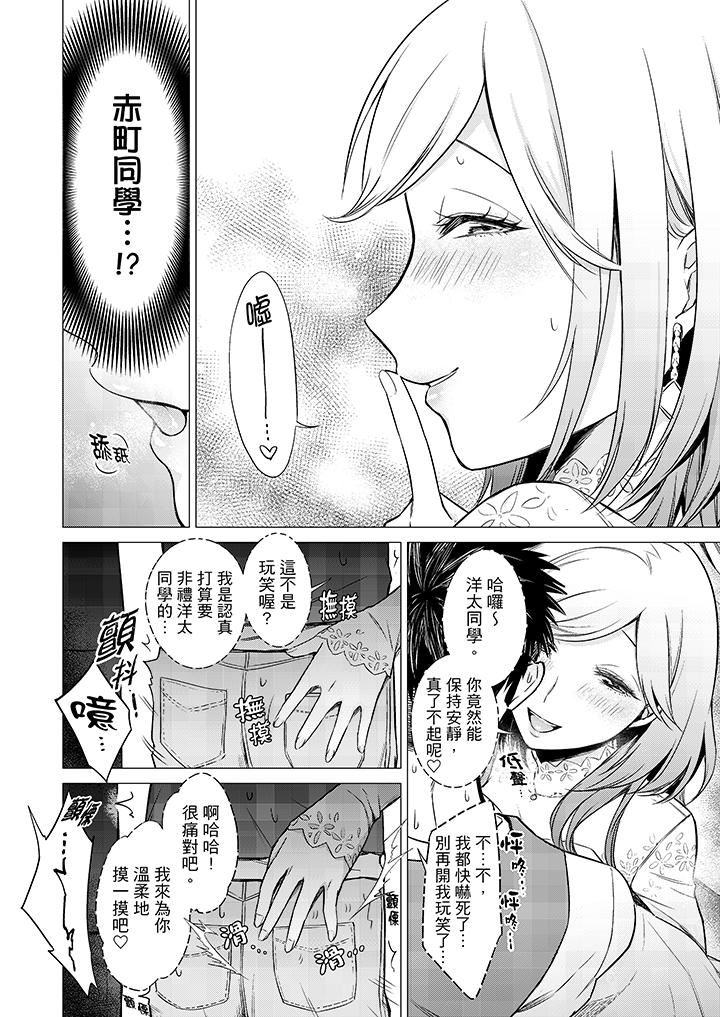 赤町同學…!?
噓——♡
舔
舐
哈囉～
洋太同學。
你竟然能
保持安靜，
真了不起呢♡
低聲
怦咚…
怦咚…
不…不，
我都快嚇死了…
別再開我玩笑了…
這不是
玩笑喔？
我是認真
打算要
非禮洋太
同學的…
撫摸
撫摸
顫抖！
噫…
啊哈哈！
很痛對吧。
我來為你
溫柔地
摸一摸吧♡
滑…
滑…